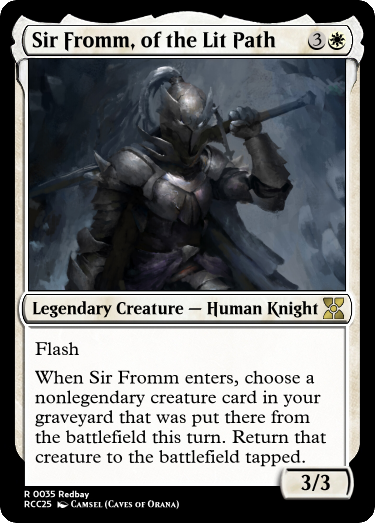 Sir Fromm, of the Lit Path 3
Legendary Creature — Human Knight
Flash
When Sir Fromm enters, choose a
nonlegendary creature card in your
graveyard that was put there from
the battlefield this turn. Return that
creature to the battlefield tapped.
3/3
R 0035 Redbay
RCC25 Camsel (Caves of Orana)